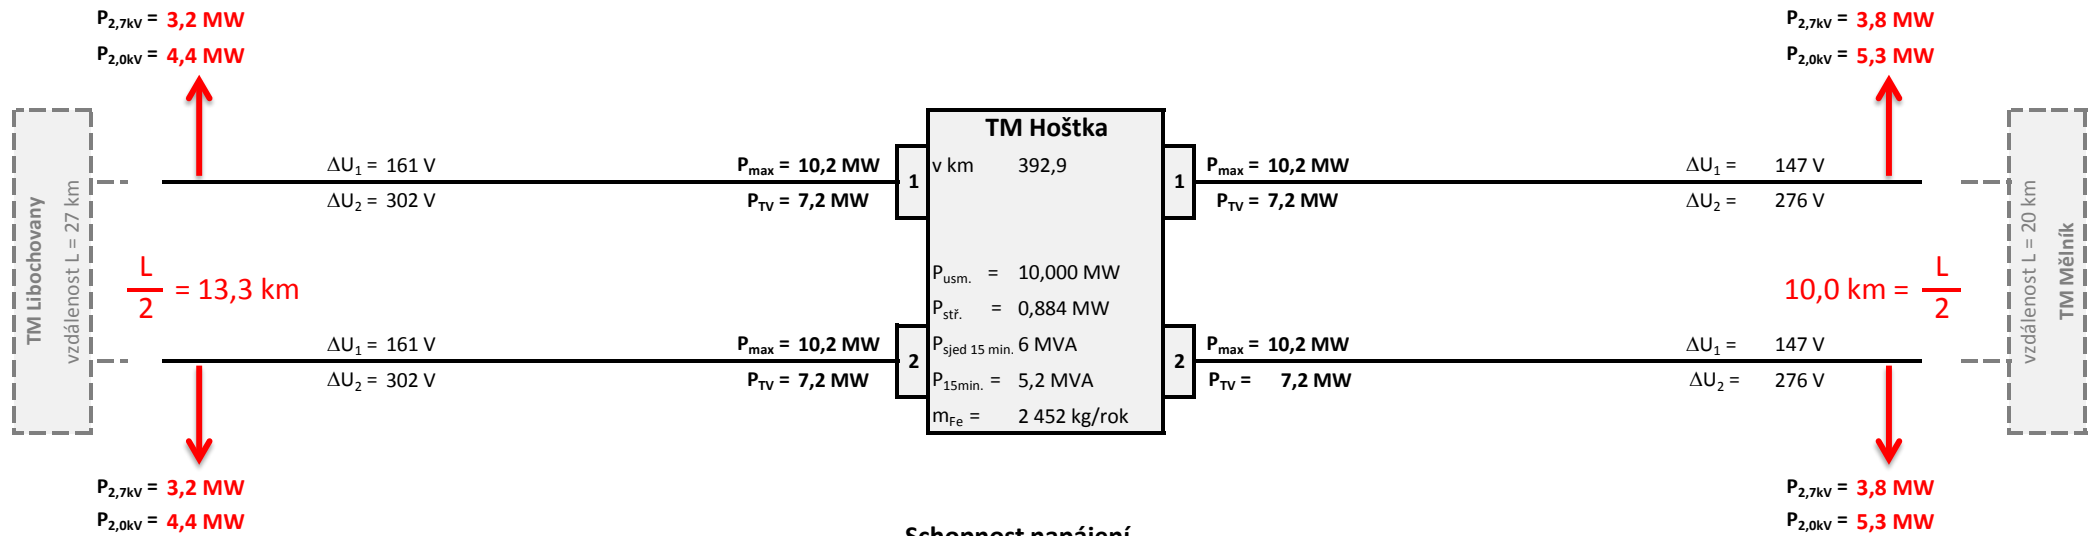 P2,7kV = 3,2 MW
P2,0kV = 4,4 MW
P2,7kV = 3,8 MW
P2,0kV = 5,3 MW
TM Libochovany
vzdálenost L = 27 km
L
2
= 13,3 km
ΔU1 = 161 V
ΔU2 = 302 V
Pmax = 10,2 MW
PTV = 7,2 MW
ΔU1 = 161 V
ΔU2 = 302 V
Pmax = 10,2 MW
PTV = 7,2 MW
1
2
TM Hoštka
v km 392,9
Pusm. = 10,000 MW
Pstř. = 0,884 MW
Psjed 15 min. 6 MVA
P15min. = 5,2 MVA
mFe = 2 452 kg/rok
1
2
Pmax = 10,2 MW
PTV = 7,2 MW
ΔU1 = 147 V
ΔU2 = 276 V
Pmax = 10,2 MW
PTV = 7,2 MW
ΔU1 = 147 V
ΔU2 = 276 V
10,0 km =
L
2
vzdálenost L = 20 km
TM Mělník
P2,7kV = 3,2 MW
P2,0kV = 4,4 MW
P2,7kV = 3,8 MW
P2,0kV = 5,3 MW
Schopnost napájení